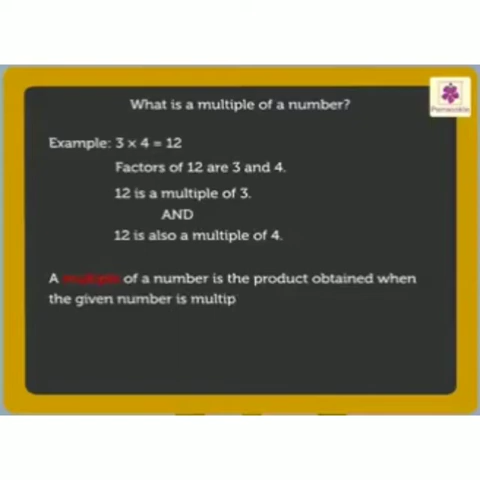 What is a multiple of a number?
Example: 3 × 4 = 12
Factors of 12 are 3 and 4.
12 is a multiple of 3.
AND
12 is also a multiple of 4.
A multiple of a number is the product obtained when
the given number is multip